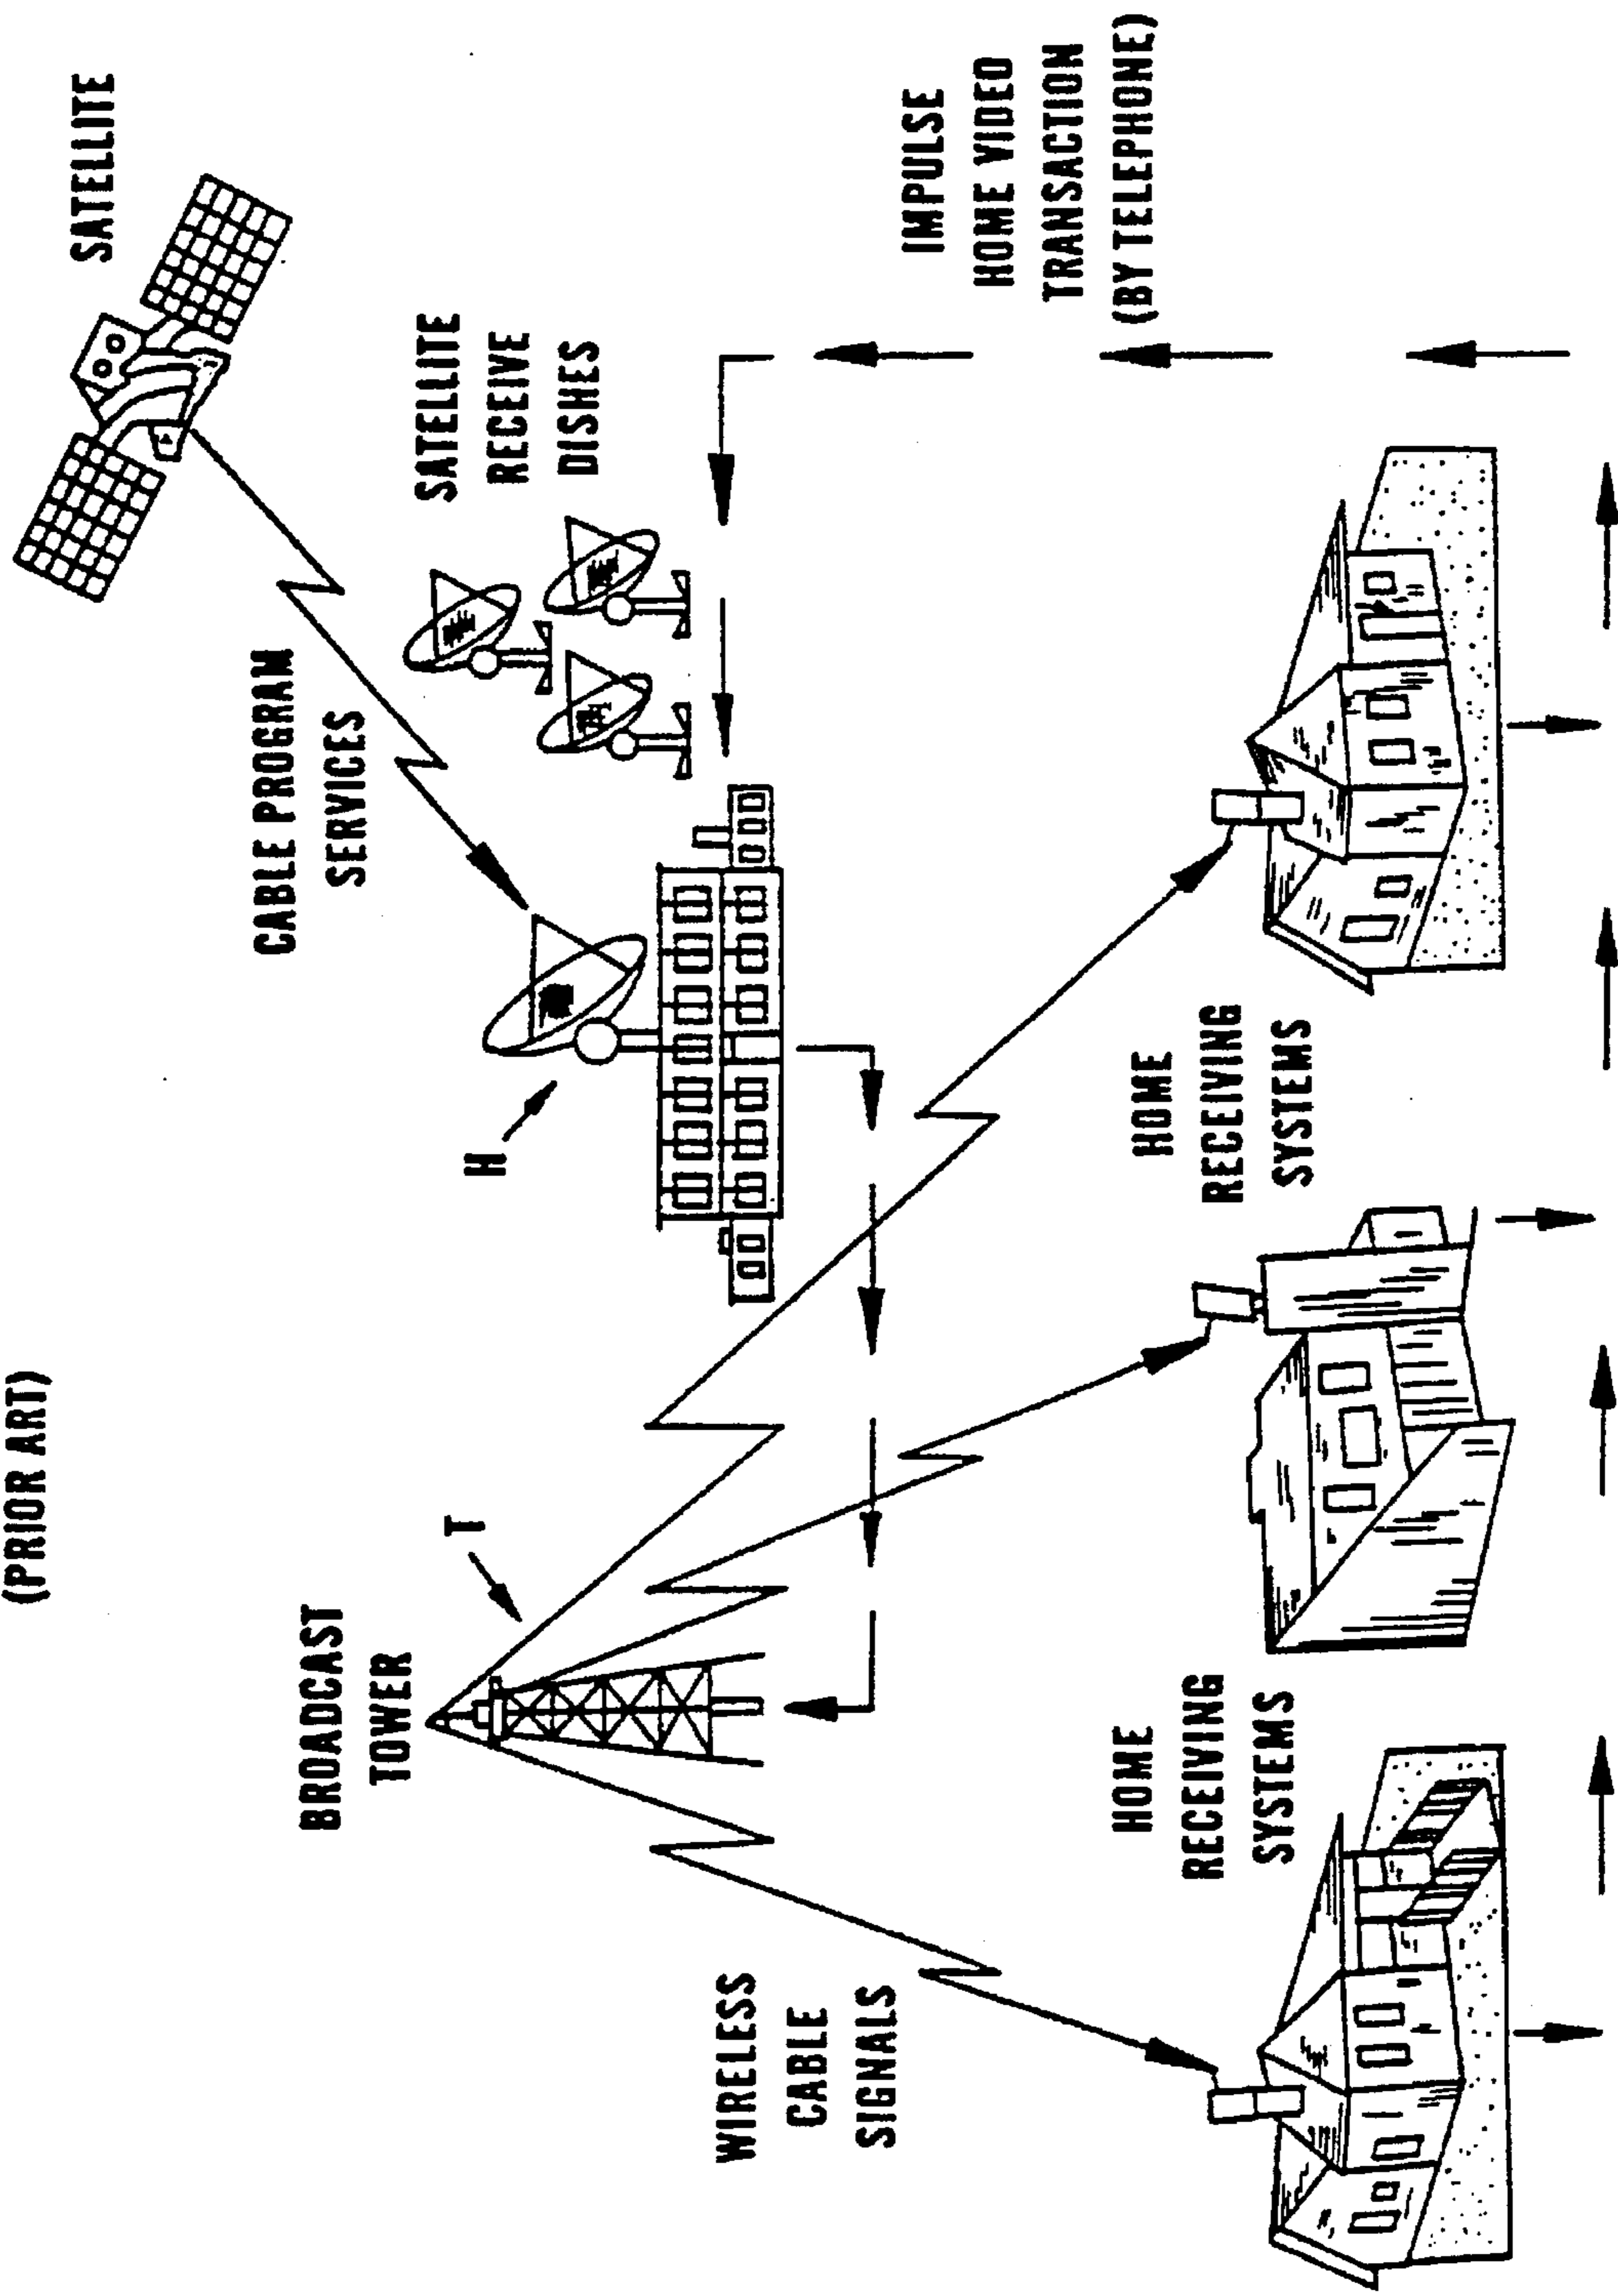 (PRIOR ART)
SATELLITE
CABLE PROGRAM
SERVICES
BROADCAST
TOWER
T
H
SATELLITE
RECEIVE
DISHES
WIRELESS
CABLE
SIGNALS
IMPULSE
HOME VIDEO
TRANSACTION
(BY TELEPHONE)
HOME
RECEIVING
SYSTEMS
HOME
RECEIVING
SYSTEMS